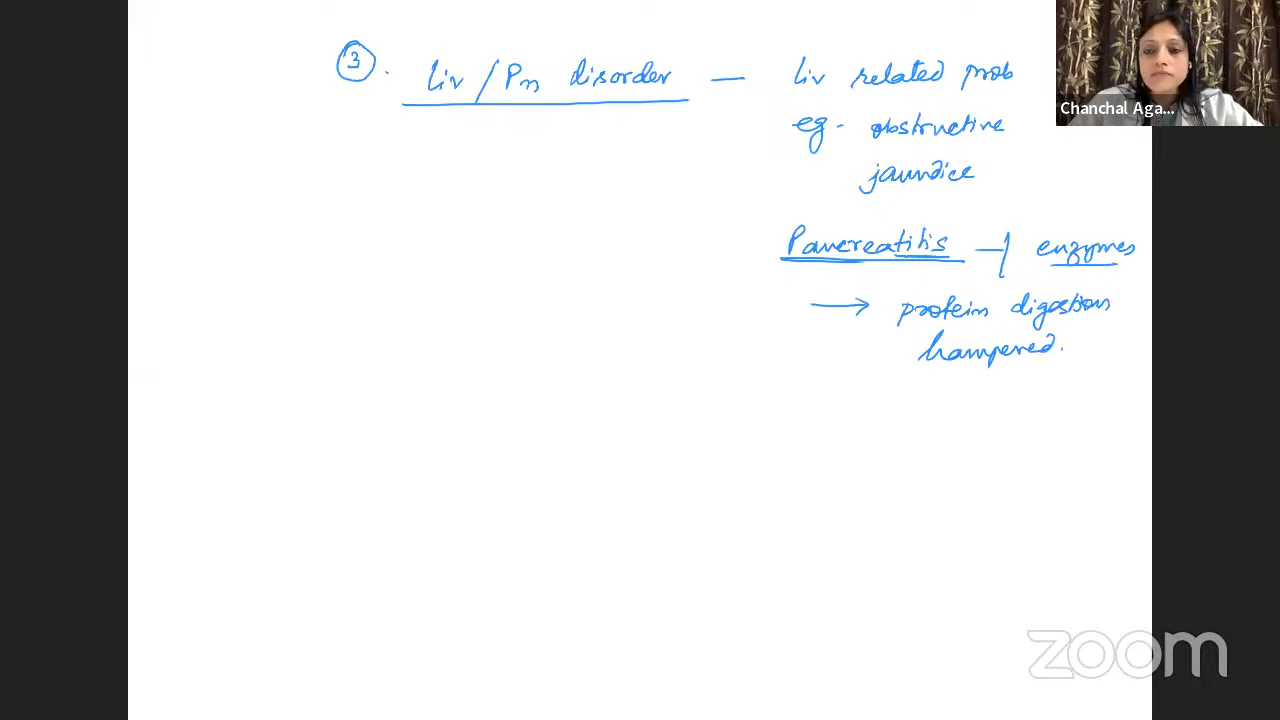 3. Liv / Pn disorder — Liv related prob
eg - obstructive
jaundice
Pancreatitis —| enzymes
→ protein digestion
hampered.
Chanchal Aga...
zoom